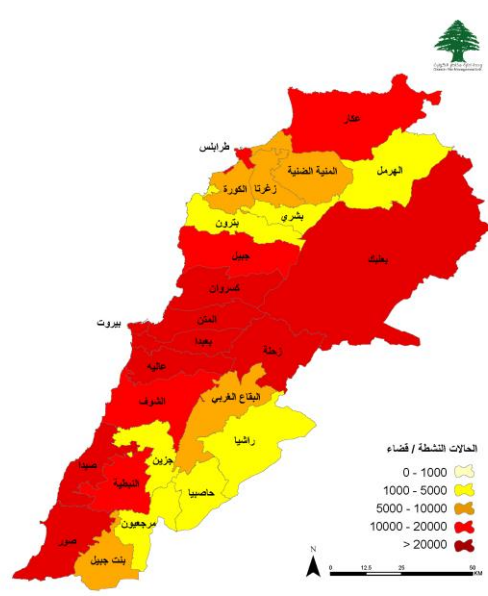 عكار
طرابلس
الهرمل
المنية الضنية
زغرتا
الكورة
بشري
بترون
بعلبك
جبيل
كسروان
المتن
بيروت
بعبدا
زحلة
عاليه
البقاع الغربي
الشوف
راشيا
جزين
صيدا
النبطية
حاصبيا
مرجعيون
صور
بنت جبيل
الحالات النشطة / قضاء
0 - 1000
1000 - 5000
5000 - 10000
10000 - 20000
> 20000
N
0 12.5 25 50
KM